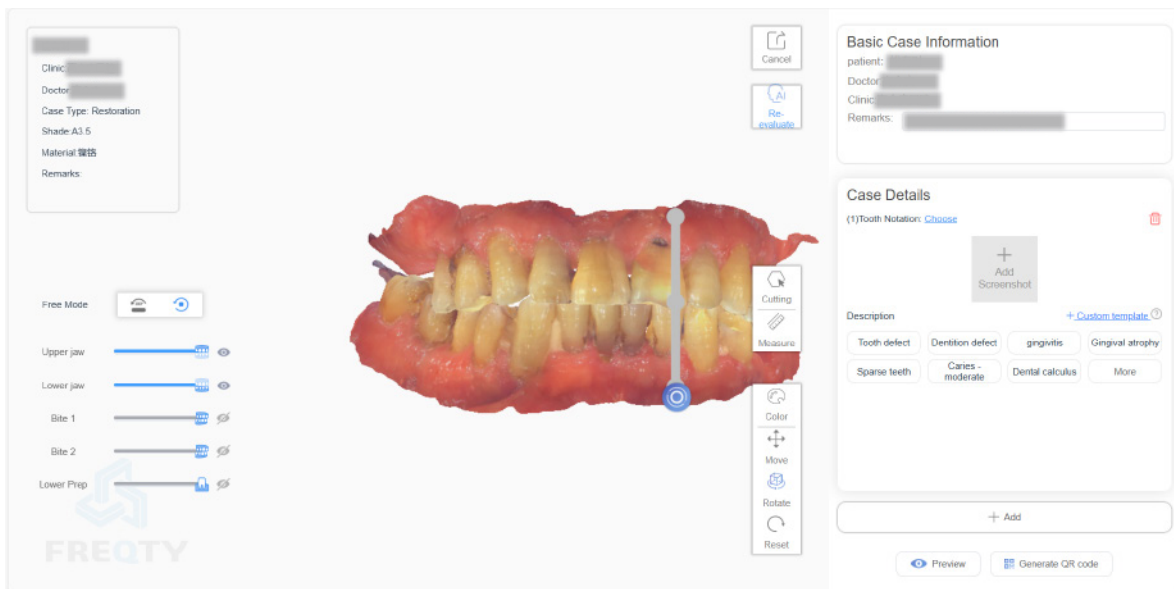 Clinic
Doctor
Case Type: Restoration
Shade:A3.5
Material:镍铬
Remarks:
Free Mode
Upper jaw
Lower jaw
Bite 1
Bite 2
Lower Prep
FREQTY
Cancel
AI
Re-
evaluate
Cutting
Measure
Color
Move
Rotate
Reset
Basic Case Information
patient:
Doctor
Clinic
Remarks:
Case Details
(1)Tooth Notation: Choose
+
Add
Screenshot
Description
+ Custom template ?
Tooth defect
Dentition defect
gingivitis
Gingival atrophy
Sparse teeth
Caries -
moderate
Dental calculus
More
+ Add
Preview
Generate QR code